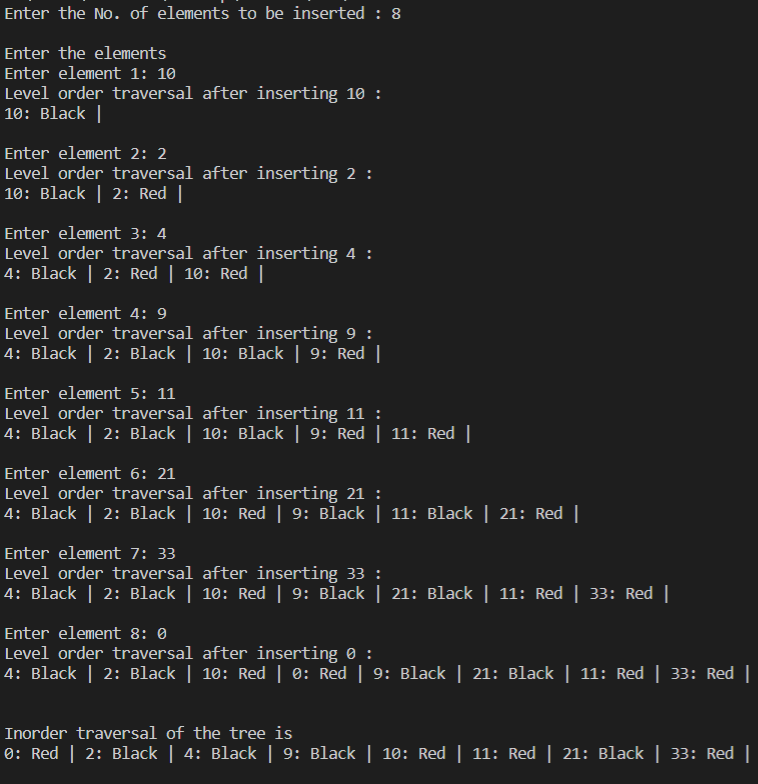 Enter the No. of elements to be inserted : 8
Enter the elements
Enter element 1: 10
Level order traversal after inserting 10 :
10: Black |
Enter element 2: 2
Level order traversal after inserting 2 :
10: Black | 2: Red |
Enter element 3: 4
Level order traversal after inserting 4 :
4: Black | 2: Red | 10: Red |
Enter element 4: 9
Level order traversal after inserting 9 :
4: Black | 2: Black | 10: Black | 9: Red |
Enter element 5: 11
Level order traversal after inserting 11 :
4: Black | 2: Black | 10: Black | 9: Red | 11: Red |
Enter element 6: 21
Level order traversal after inserting 21 :
4: Black | 2: Black | 10: Red | 9: Black | 11: Black | 21: Red |
Enter element 7: 33
Level order traversal after inserting 33 :
4: Black | 2: Black | 10: Red | 9: Black | 21: Black | 11: Red | 33: Red |
Enter element 8: 0
Level order traversal after inserting 0 :
4: Black | 2: Black | 10: Red | 0: Red | 9: Black | 21: Black | 11: Red | 33: Red |
Inorder traversal of the tree is
0: Red | 2: Black | 4: Black | 9: Black | 10: Red | 11: Red | 21: Black | 33: Red |